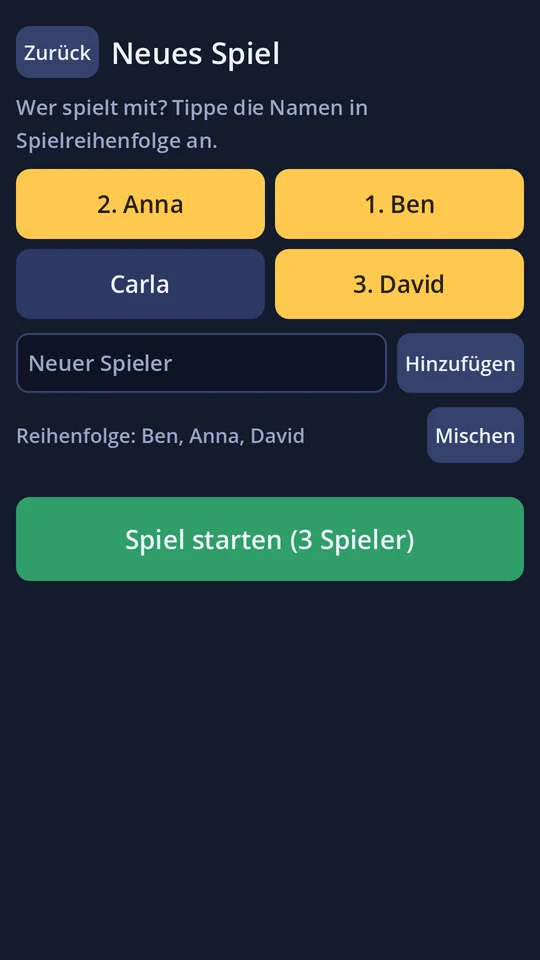 Zurück
Neues Spiel
Wer spielt mit? Tippe die Namen in
Spielreihenfolge an.
2. Anna
1. Ben
Carla
3. David
Neuer Spieler
Hinzufügen
Reihenfolge: Ben, Anna, David
Mischen
Spiel starten (3 Spieler)